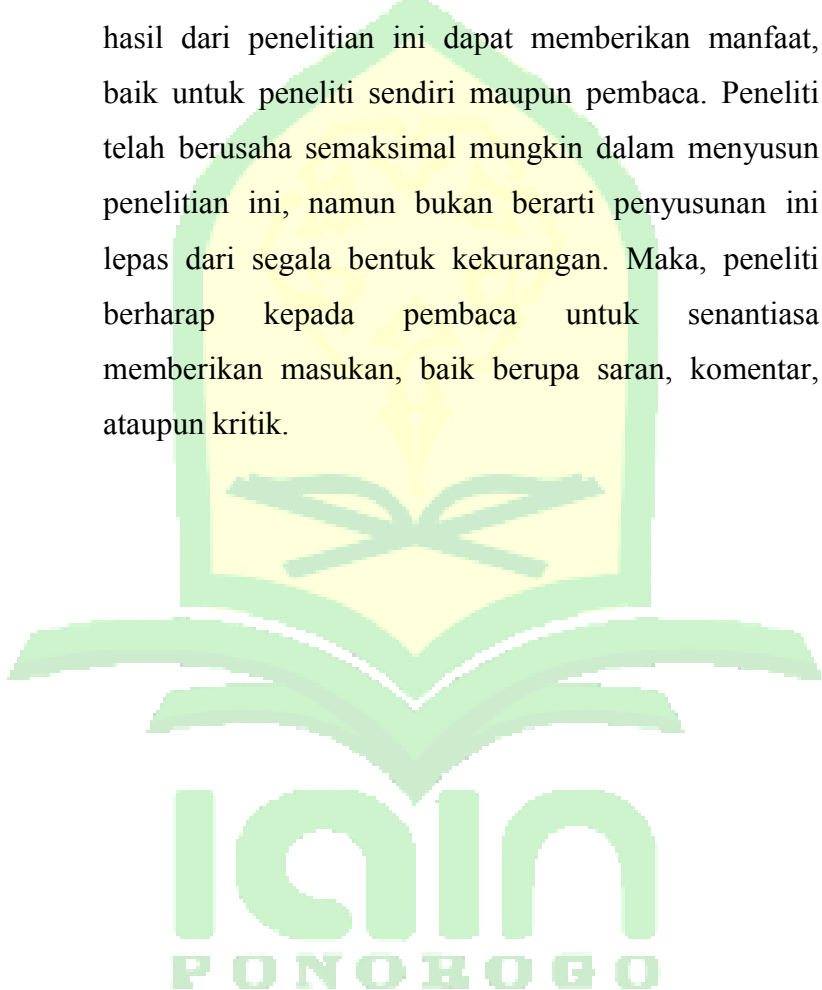 hasil dari penelitian ini dapat memberikan manfaat,
baik untuk peneliti sendiri maupun pembaca. Peneliti
telah berusaha semaksimal mungkin dalam menyusun
penelitian ini, namun bukan berarti penyusunan ini
lepas dari segala bentuk kekurangan. Maka, peneliti
berharap kepada pembaca untuk senantiasa
memberikan masukan, baik berupa saran, komentar,
ataupun kritik.
iain
PONOROGO